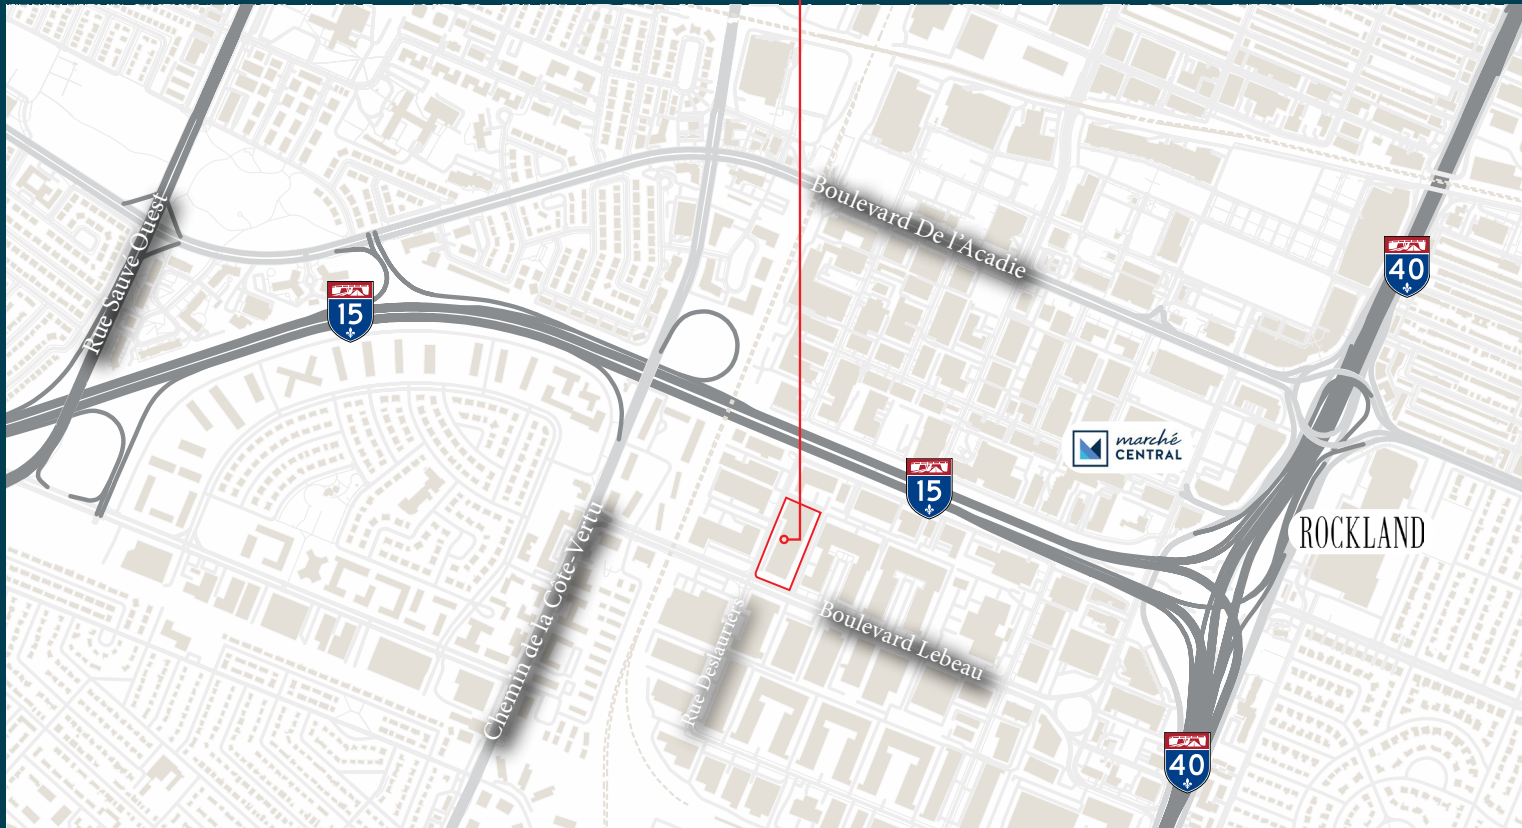 Boulevard De l'Acadie
Rue Sauvé Ouest
40
15
marché
CENTRAL
15
ROCKLAND
Chemin de la Côte-Vertu
Rue Deslauriers
Boulevard Lebeau
40